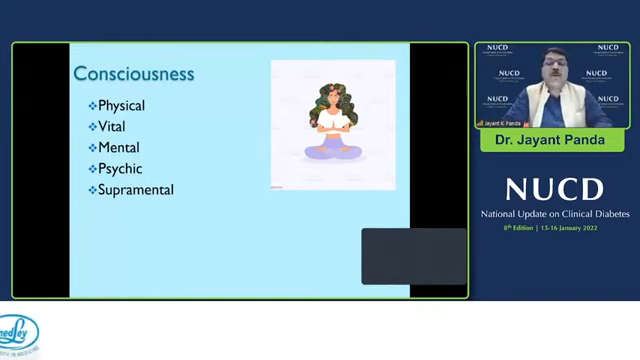 Consciousness
Physical
Vital
Mental
Psychic
Supramental
NUCD
NUCD
NUCD
NUCD
NUCD
NUCD
Jayant K Panda
Dr. Jayant Panda
NUCD
National Update on Clinical Diabetes
8th Edition | 15-16 January 2022
medley